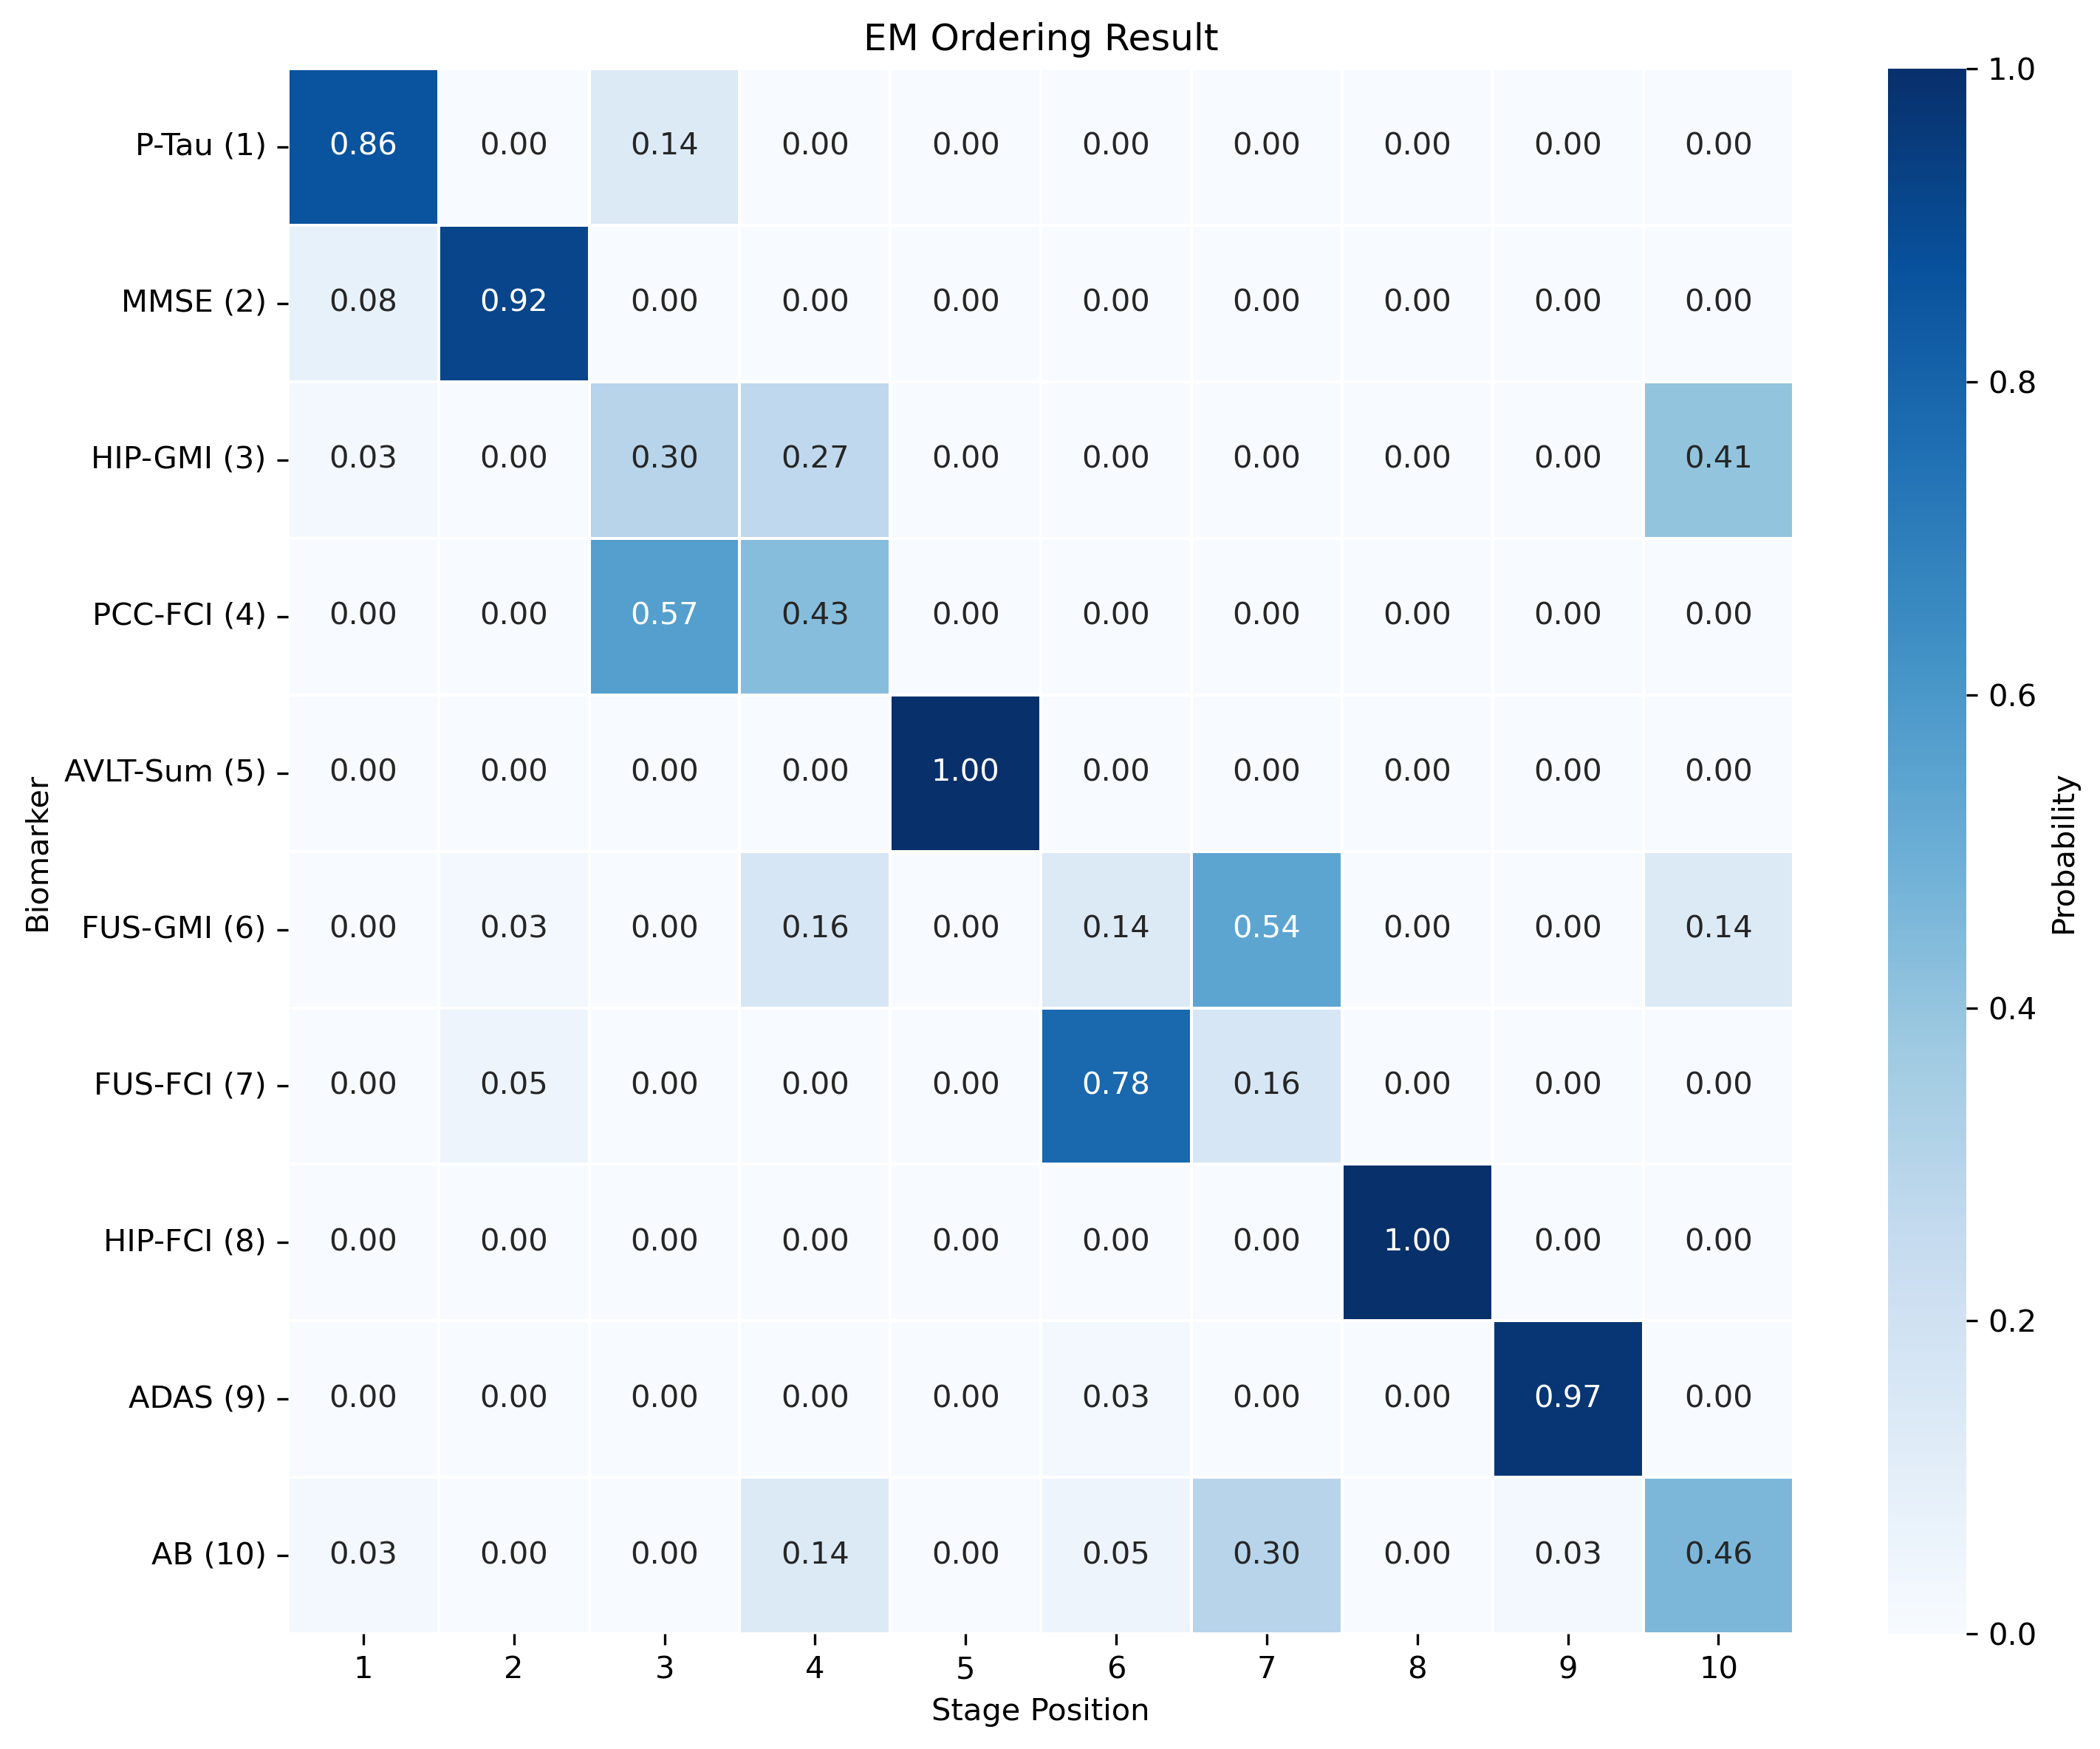 EM Ordering Result
P-Tau (1) 0.86 0.00 0.14 0.00 0.00 0.00 0.00 0.00 0.00 0.00
MMSE (2) 0.08 0.92 0.00 0.00 0.00 0.00 0.00 0.00 0.00 0.00
HIP-GMI (3) 0.03 0.00 0.30 0.27 0.00 0.00 0.00 0.00 0.00 0.41
PCC-FCI (4) 0.00 0.00 0.57 0.43 0.00 0.00 0.00 0.00 0.00 0.00
AVLT-Sum (5) 0.00 0.00 0.00 0.00 1.00 0.00 0.00 0.00 0.00 0.00
FUS-GMI (6) 0.00 0.03 0.00 0.16 0.00 0.14 0.54 0.00 0.00 0.14
FUS-FCI (7) 0.00 0.05 0.00 0.00 0.00 0.78 0.16 0.00 0.00 0.00
HIP-FCI (8) 0.00 0.00 0.00 0.00 0.00 0.00 0.00 1.00 0.00 0.00
ADAS (9) 0.00 0.00 0.00 0.00 0.00 0.03 0.00 0.00 0.97 0.00
AB (10) 0.03 0.00 0.00 0.14 0.00 0.05 0.30 0.00 0.03 0.46
1 2 3 4 5 6 7 8 9 10
Stage Position
Biomarker
1.0
0.8
0.6
0.4
0.2
0.0
Probability